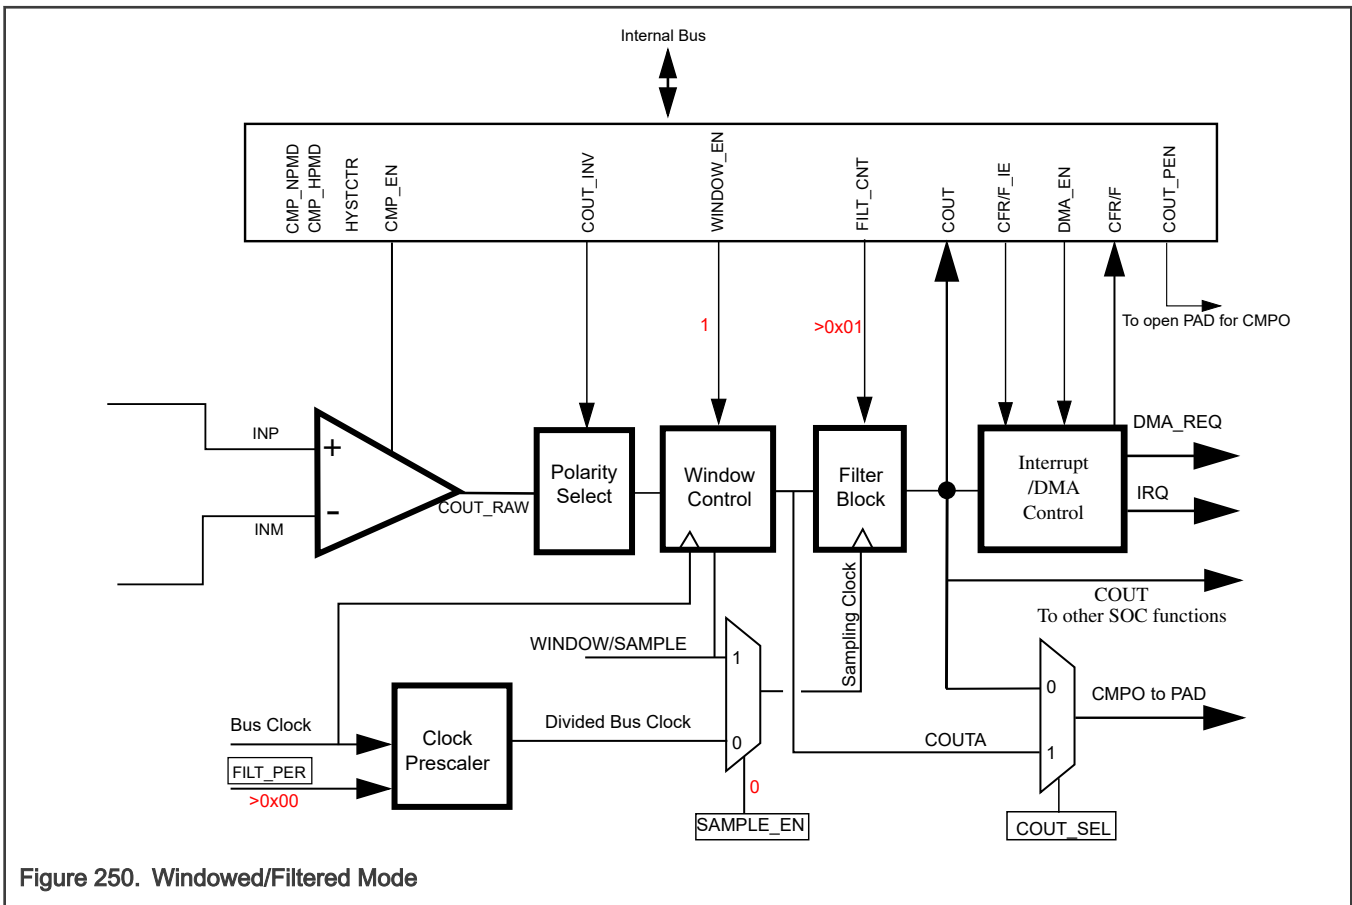 Internal Bus
CMP_NPMD
CMP_HPMD
HYSTCTR
CMP_EN
COUT_INV
WINDOW_EN
FILT_CNT
COUT
CFR/F_IE
DMA_EN
CFR/F
COUT_PEN
1
>0x01
To open PAD for CMPO
INP
+
INM
-
COUT_RAW
Polarity
Select
Window
Control
Filter
Block
Interrupt
/DMA
Control
DMA_REQ
IRQ
COUT
To other SOC functions
Sampling Clock
WINDOW/SAMPLE
1
0
Bus Clock
FILT_PER
>0x00
Clock
Prescaler
Divided Bus Clock
0
SAMPLE_EN
COUTA
0
1
CMPO to PAD
COUT_SEL
Figure 250. Windowed/Filtered Mode